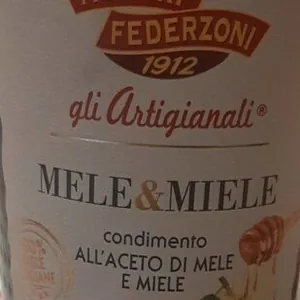 FEDERZONI
1912
gli Artigianali®
MELE&MIELE
condimento
ALL'ACETO DI MELE
E MIELE